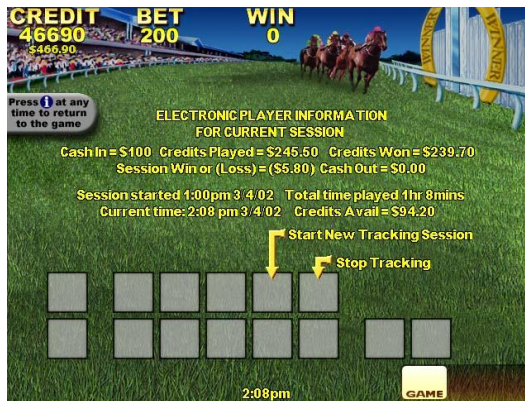 CREDIT BET WIN
46690 200 0
$466.90
WINNER
WINNER
Press i at any
time to return
to the game
ELECTRONIC PLAYER INFORMATION
FOR CURRENT SESSION
Cash In = $100 Credits Played = $245.50 Credits Won = $239.70
Session Win or (Loss) = ($5.80) Cash Out = $0.00
Session started 1:00pm 3/4/02 Total time played 1hr 8mins
Current time: 2:08 pm 3/4/02 Credits Avail = $94.20
Start New Tracking Session
Stop Tracking
2:08pm
GAME